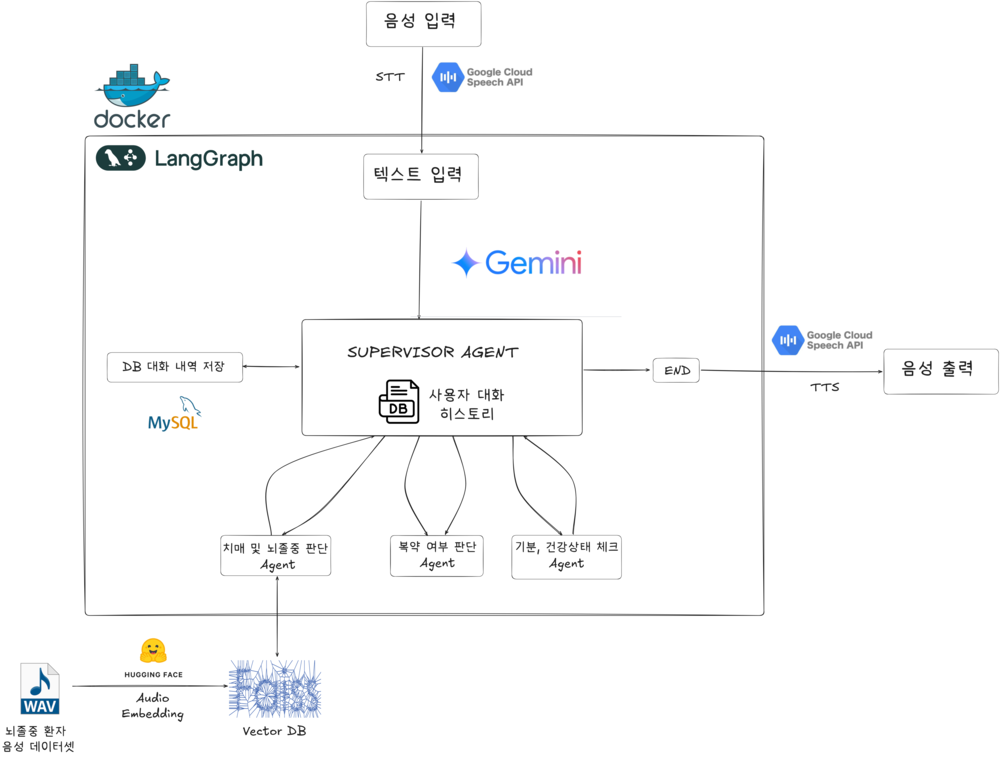 음성 입력
STT
Google Cloud
Speech API
docker
LangGraph
텍스트 입력
Gemini
SUPERVISOR AGENT
DB
사용자 대화
히스토리
DB 대화 내역 저장
MySQL
END
Google Cloud
Speech API
TTS
음성 출력
치매 및 뇌졸중 판단
Agent
복약 여부 판단
Agent
기분, 건강상태 체크
Agent
WAV
뇌졸중 환자
음성 데이터셋
HUGGING FACE
Audio
Embedding
Faiss
Vector DB